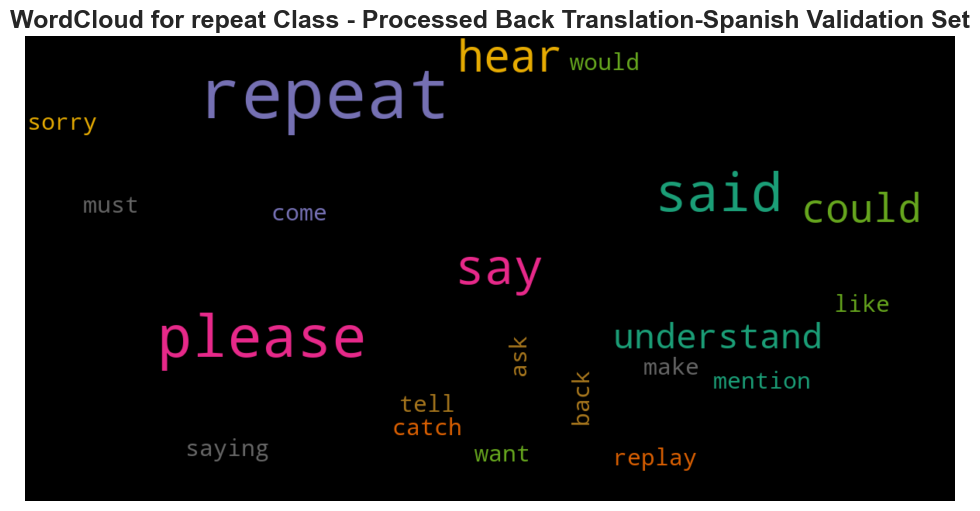 WordCloud for repeat Class - Processed Back Translation-Spanish Validation Set
hear
would
repeat
sorry
said
could
must
come
say
like
please
understand
ask
make
mention
back
tell
catch
saying
want
replay